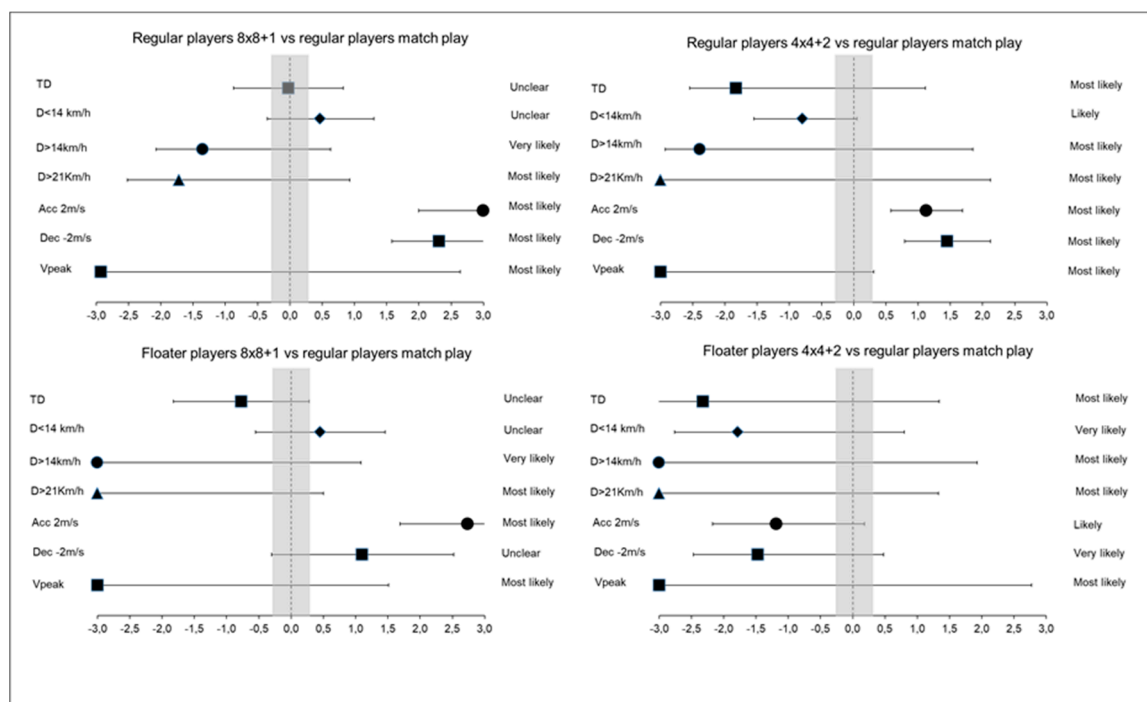 Regular players 8x8+1 vs regular players match play
TD Unclear
D<14 km/h Unclear
D>14km/h Very likely
D>21Km/h Most likely
Acc 2m/s Most likely
Dec -2m/s Most likely
Vpeak Most likely
-3,0 -2,5 -2,0 -1,5 -1,0 -0,5 0,0 0,5 1,0 1,5 2,0 2,5 3,0
Regular players 4x4+2 vs regular players match play
TD Most likely
D<14km/h Likely
D>14km/h Most likely
D>21Km/h Most likely
Acc 2m/s Most likely
Dec -2m/s Most likely
Vpeak Most likely
-3,0 -2,5 -2,0 -1,5 -1,0 -0,5 0,0 0,5 1,0 1,5 2,0 2,5 3,0
Floater players 8x8+1 vs regular players match play
TD Unclear
D<14 km/h Unclear
D>14km/h Very likely
D>21Km/h Most likely
Acc 2m/s Most likely
Dec -2m/s Unclear
Vpeak Most likely
-3,0 -2,5 -2,0 -1,5 -1,0 -0,5 0,0 0,5 1,0 1,5 2,0 2,5 3,0
Floater players 4x4+2 vs regular players match play
TD Most likely
D<14 km/h Very likely
D>14km/h Most likely
D>21Km/h Most likely
Acc 2m/s Likely
Dec -2m/s Very likely
Vpeak Most likely
-3,0 -2,5 -2,0 -1,5 -1,0 -0,5 0,0 0,5 1,0 1,5 2,0 2,5 3,0